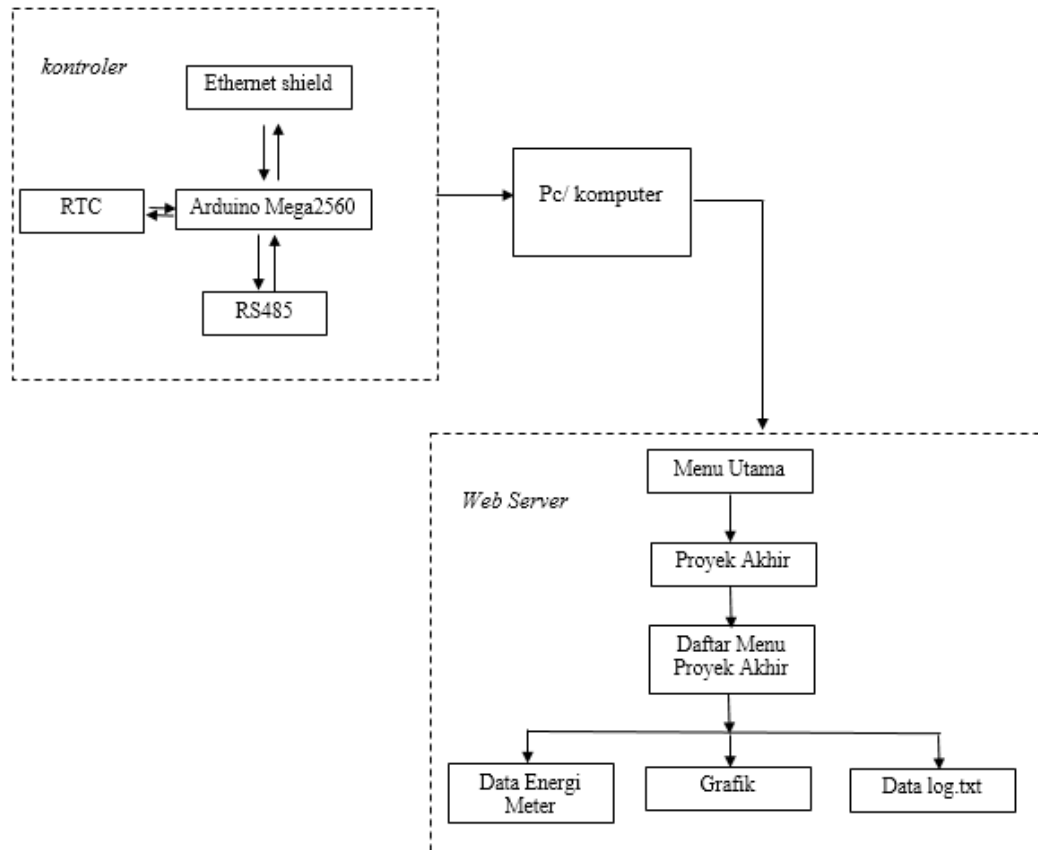 kontroler
Ethernet shield
RTC
Arduino Mega2560
RS485
Pc/ komputer
Web Server
Menu Utama
Proyek Akhir
Daftar Menu
Proyek Akhir
Data Energi
Meter
Grafik
Data log.txt